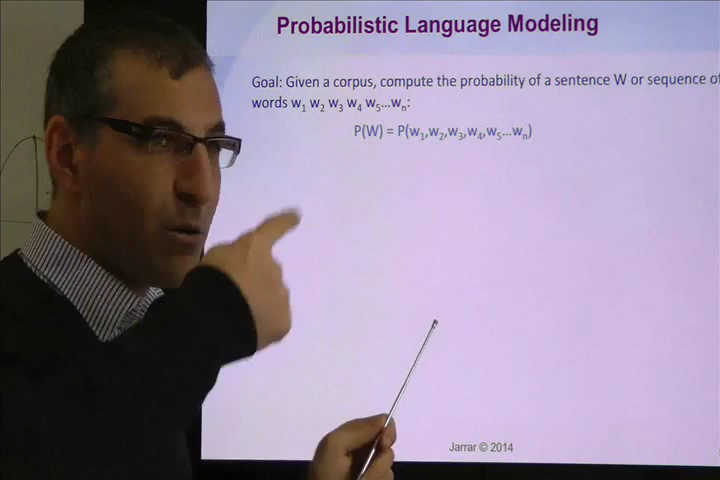 Probabilistic Language Modeling
Goal: Given a corpus, compute the probability of a sentence W or sequence of
words w₁ w₂ w₃ w₄ w₅…wₙ:
P(W) = P(w₁,w₂,w₃,w₄,w₅…wₙ)
Jarrar © 2014